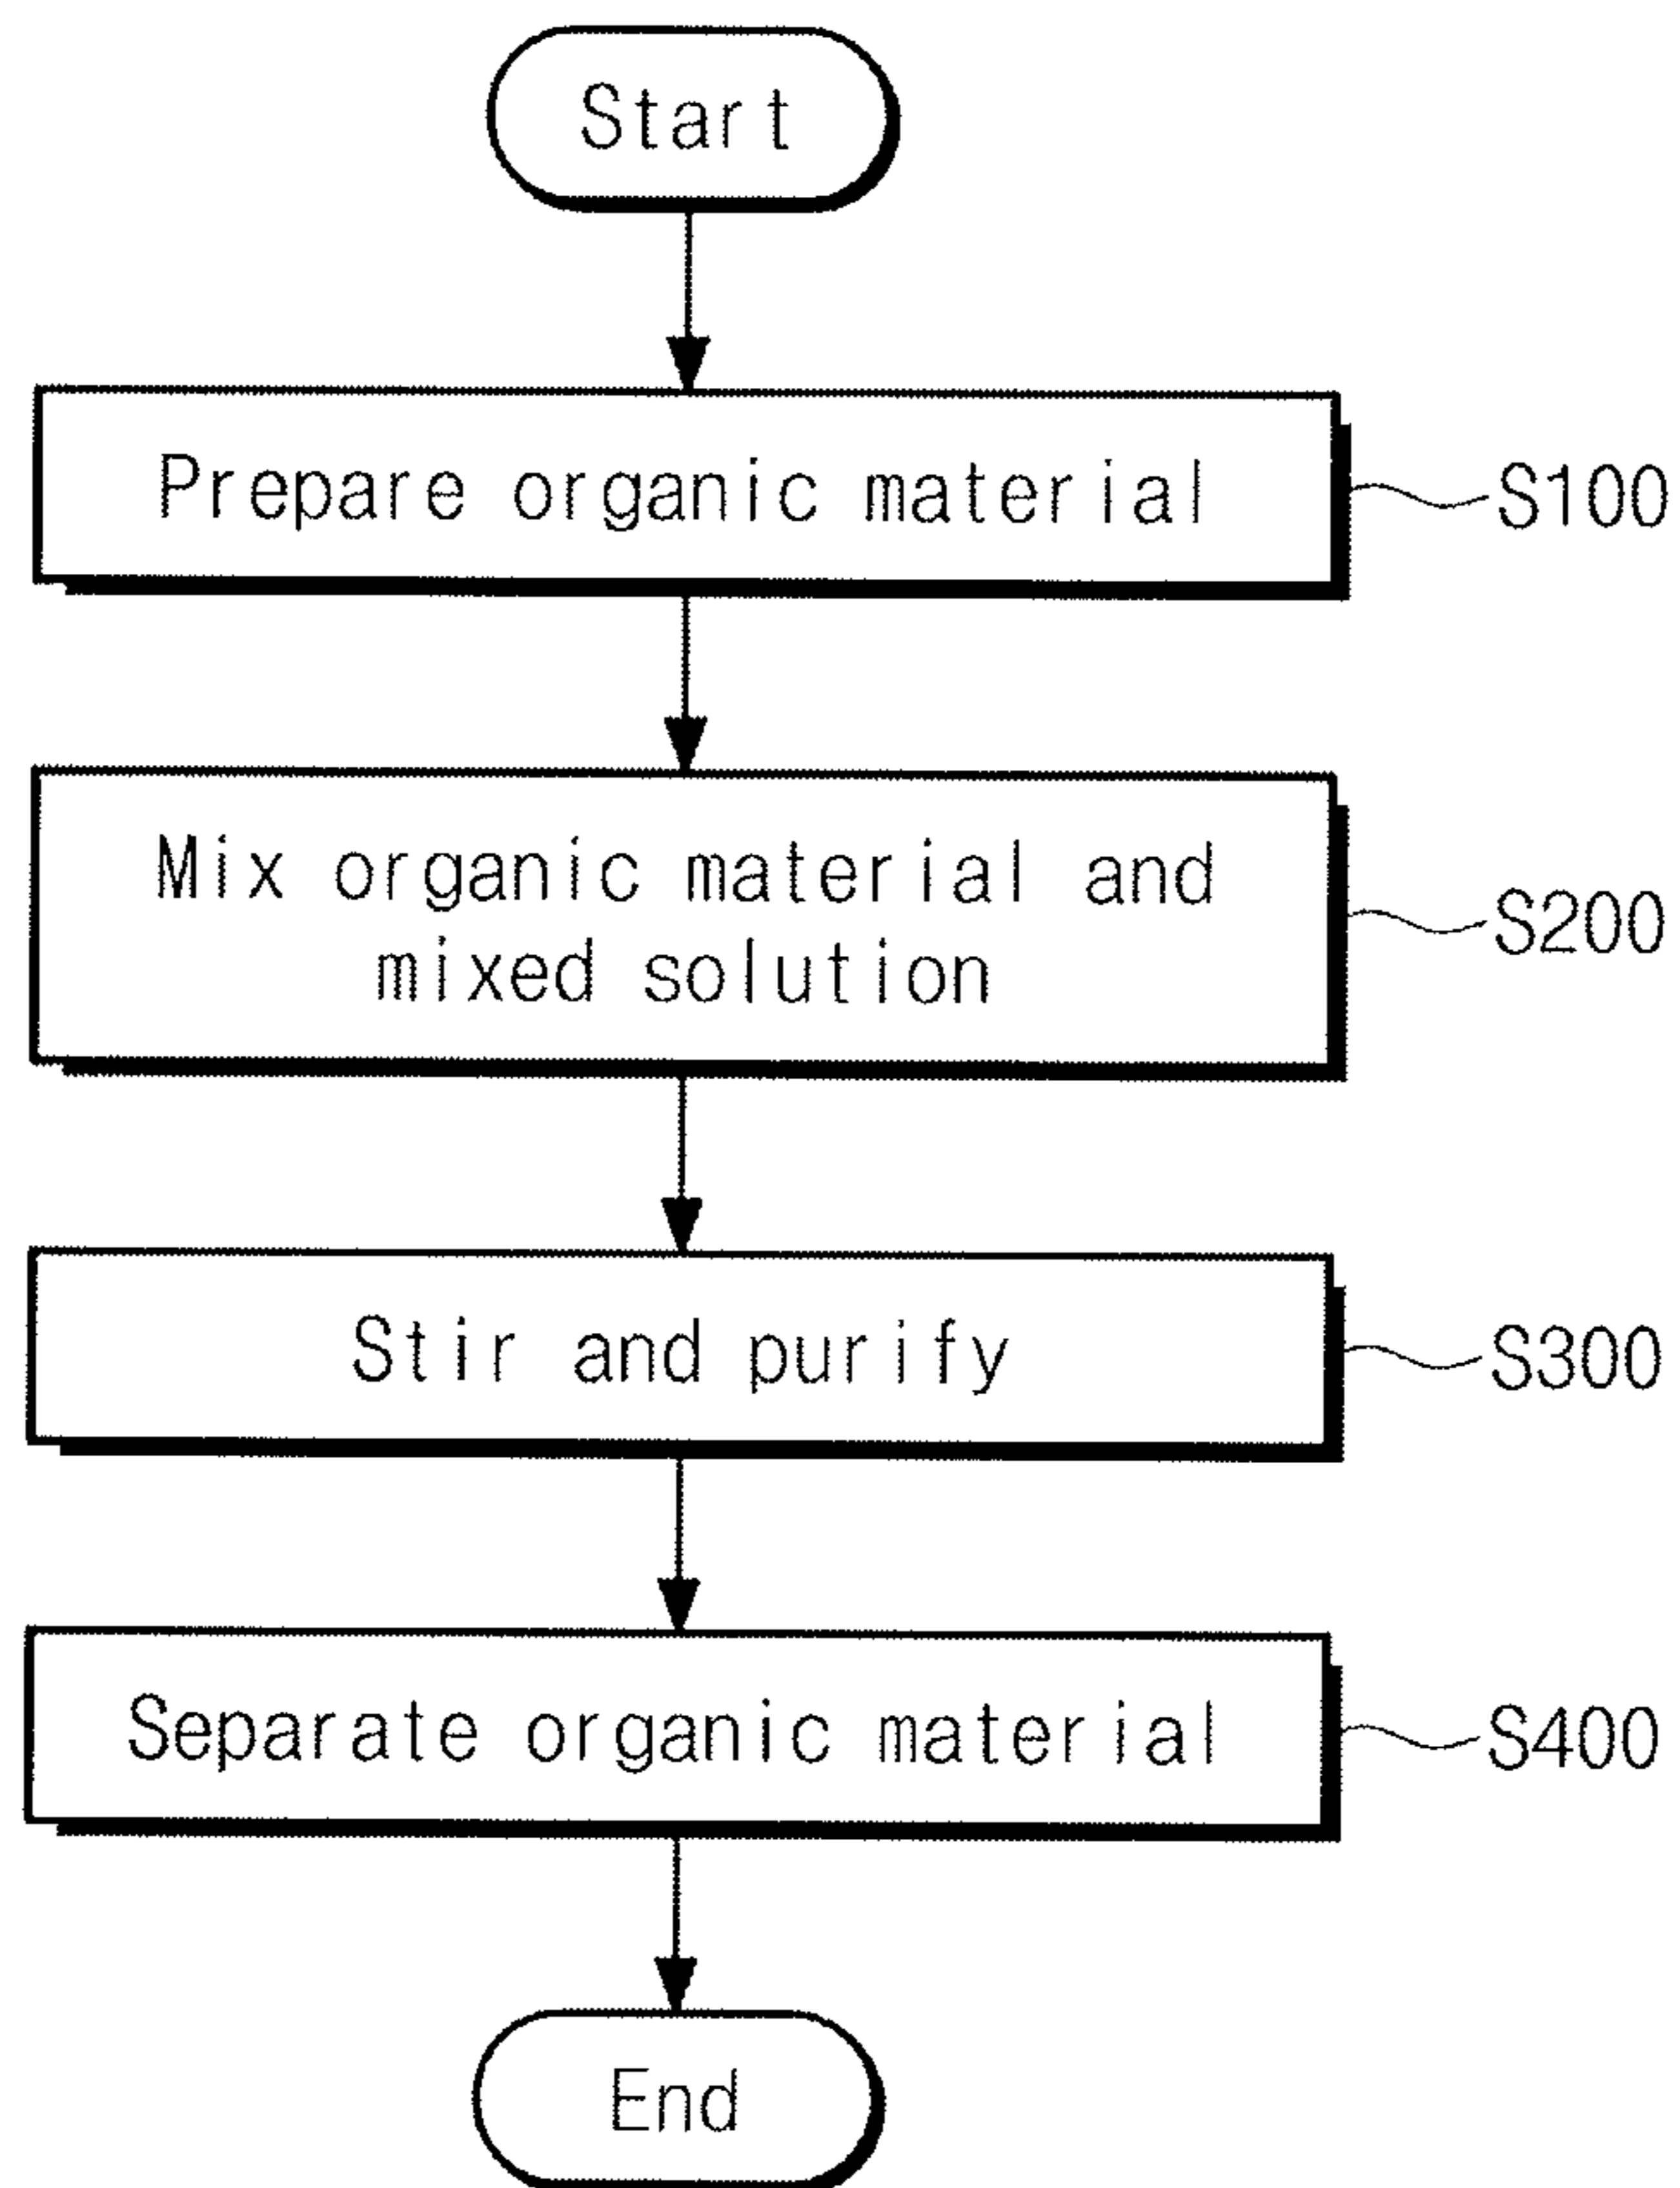 Start
Prepare organic material
S100
Mix organic material and
mixed solution
S200
Stir and purify
S300
Separate organic material
S400
End